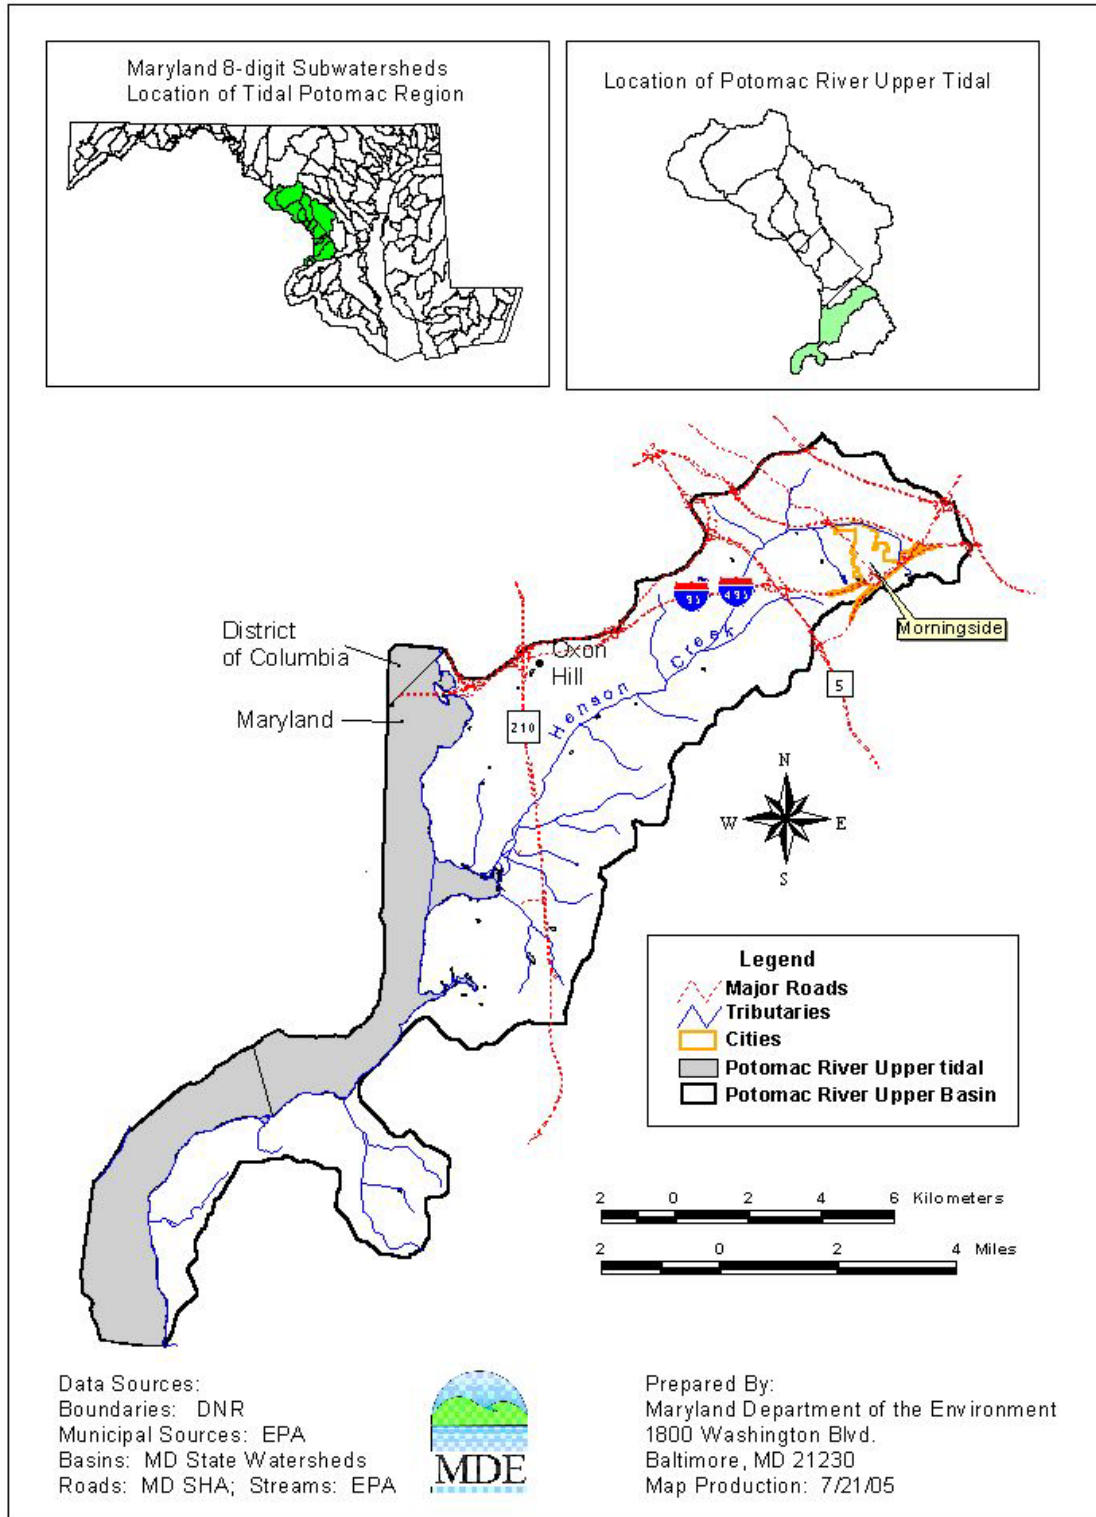 Maryland 8-digit Subwatersheds
Location of Tidal Potomac Region
Location of Potomac River Upper Tidal
95
495
Morningside
District
of Columbia
Oxon
Hill
Henson Creek
5
Maryland
210
N
W
E
S
Legend
Major Roads
Tributaries
Cities
Potomac River Upper tidal
Potomac River Upper Basin
2 0 2 4 6 Kilometers
2 0 2 4 Miles
Data Sources:
Boundaries: DNR
Municipal Sources: EPA
Basins: MD State Watersheds
Roads: MD SHA; Streams: EPA
MDE
Prepared By:
Maryland Department of the Environment
1800 Washington Blvd.
Baltimore, MD 21230
Map Production: 7/21/05